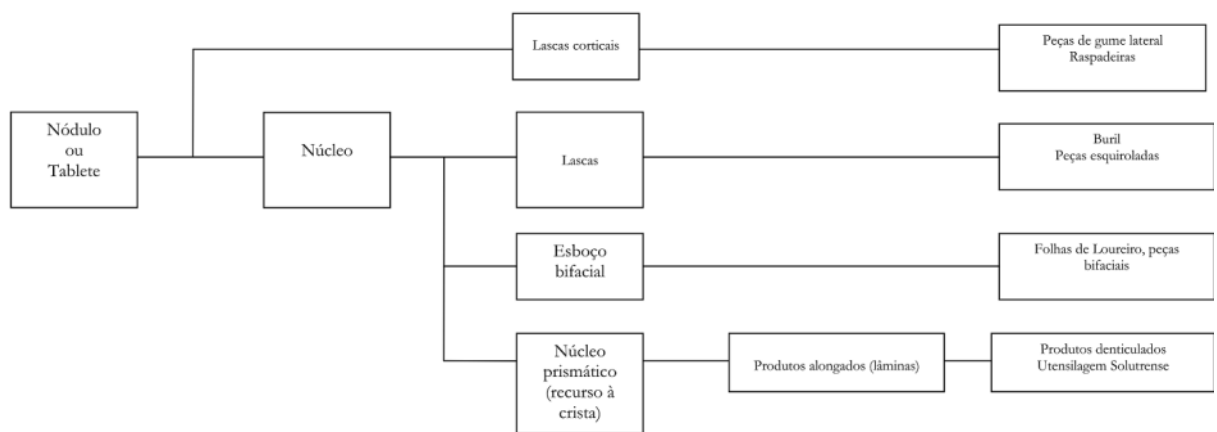 Lascas corticais
Peças de gume lateral
Raspadeiras
Nódulo
ou
Tablete
Núcleo
Lascas
Buril
Peças esquiroladas
Esboço
bifacial
Folhas de Loureiro, peças
bifaciais
Núcleo
prismático
(recurso à
crista)
Produtos alongados (lâminas)
Produtos denticulados
Utensilagem Solutrense